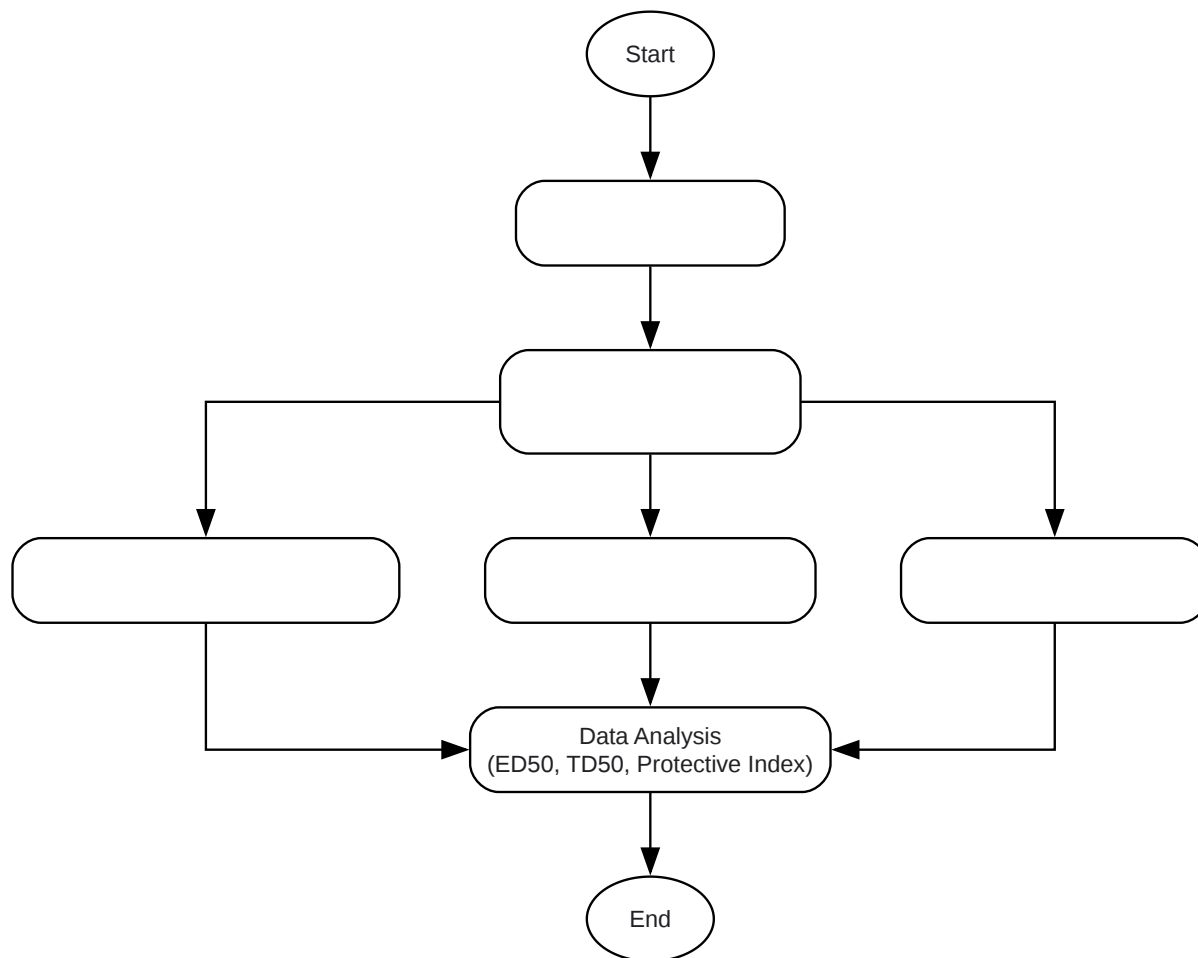 Start
Data Analysis
(ED50, TD50, Protective Index)
End